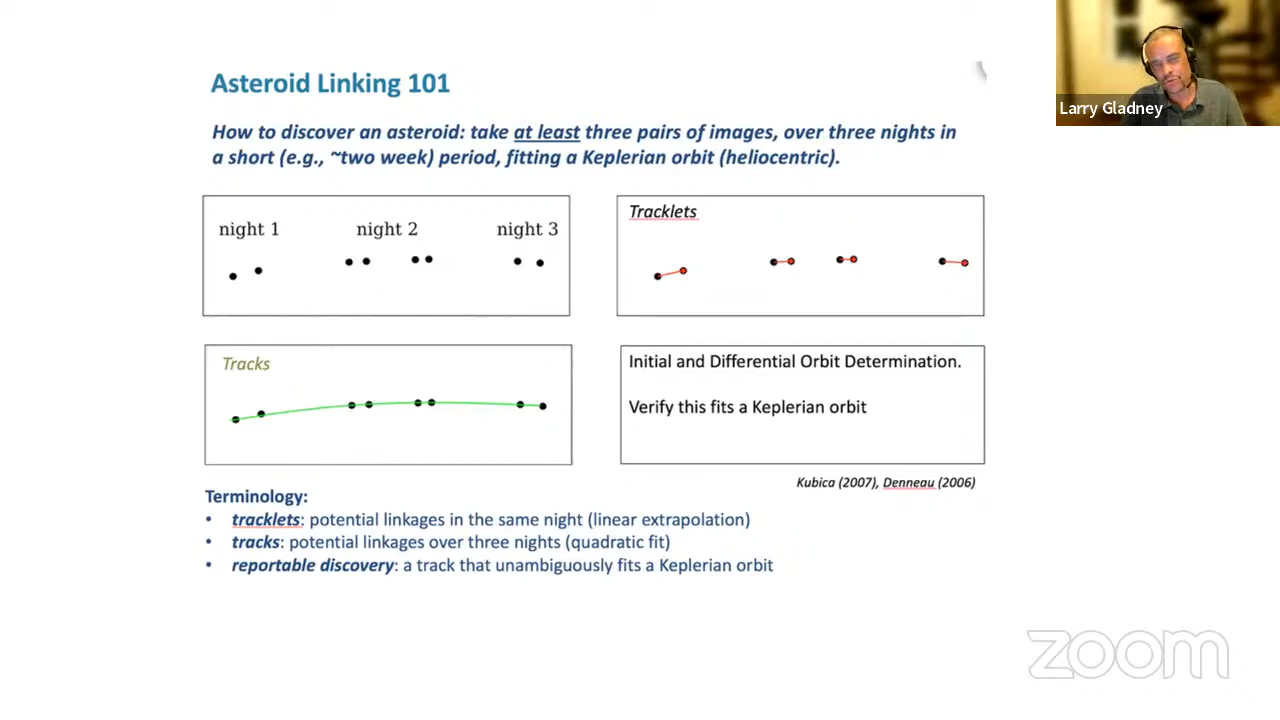 Asteroid Linking 101
How to discover an asteroid: take at least three pairs of images, over three nights in
a short (e.g., ~two week) period, fitting a Keplerian orbit (heliocentric).
night 1
night 2
night 3
Tracklets
Tracks
Initial and Differential Orbit Determination.
Verify this fits a Keplerian orbit
Kubica (2007), Denneau (2006)
Terminology:
• tracklets: potential linkages in the same night (linear extrapolation)
• tracks: potential linkages over three nights (quadratic fit)
• reportable discovery: a track that unambiguously fits a Keplerian orbit
Larry Gladney
zoom